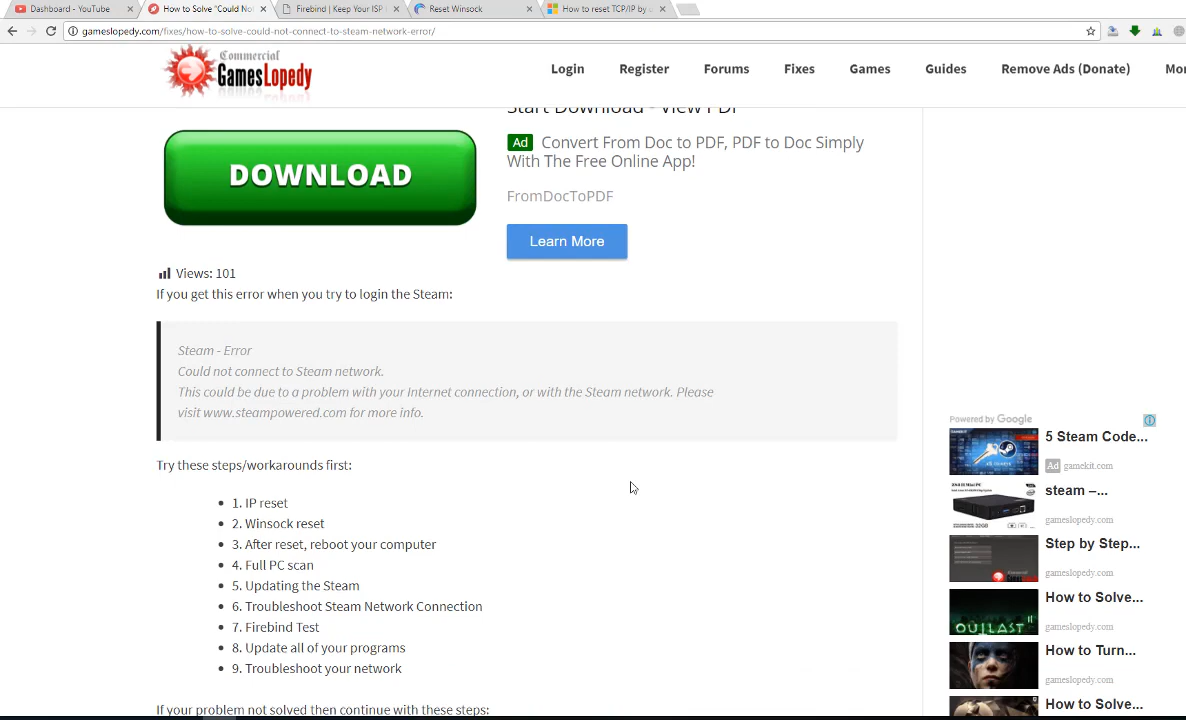 Dashboard - YouTube
How to Solve "Could No
Firebind | Keep Your ISP
Reset Winsock
How to reset TCP/IP by u
gameslopedy.com/fixes/how-to-solve-could-not-connect-to-steam-network-error/
Commercial
GamesLopedy
Login
Register
Forums
Fixes
Games
Guides
Remove Ads (Donate)
Mor
Start Download - View PDF
DOWNLOAD
Ad Convert From Doc to PDF, PDF to Doc Simply
With The Free Online App!
FromDocToPDF
Learn More
Views: 101
If you get this error when you try to login the Steam:
Steam - Error
Could not connect to Steam network.
This could be due to a problem with your Internet connection, or with the Steam network. Please
visit www.steampowered.com for more info.
Try these steps/workarounds first:
1. IP reset
2. Winsock reset
3. After reset, reboot your computer
4. Full PC scan
5. Updating the Steam
6. Troubleshoot Steam Network Connection
7. Firebind Test
8. Update all of your programs
9. Troubleshoot your network
If your problem not solved then continue with these steps:
Powered by Google
5 Steam Code...
Ad gamekit.com
steam –...
gameslopedy.com
Step by Step...
gameslopedy.com
How to Solve...
gameslopedy.com
OUTLAST II
How to Turn...
gameslopedy.com
How to Solve...